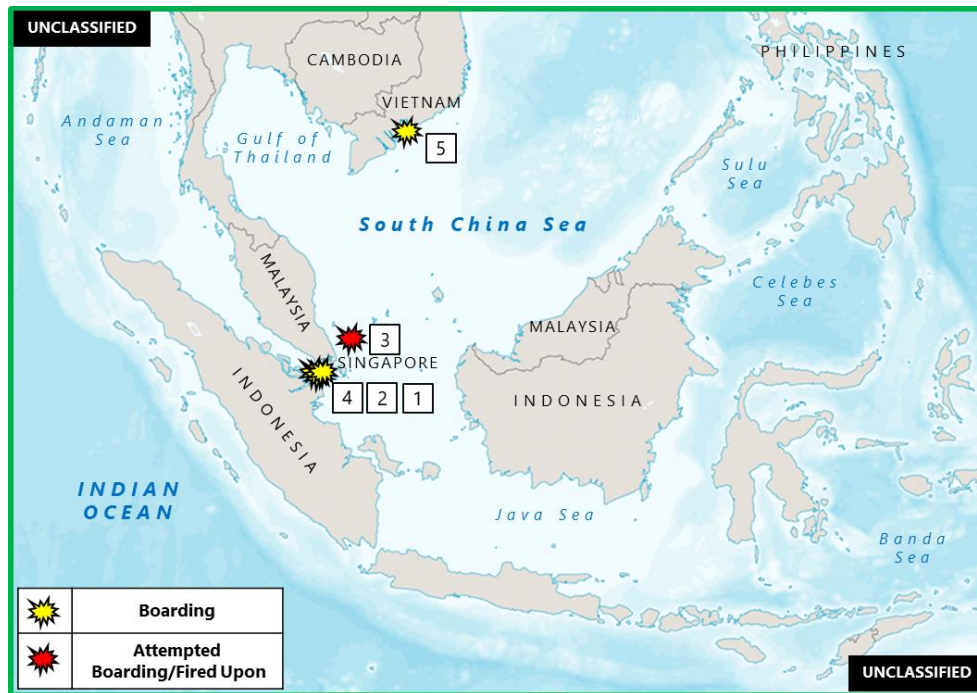 UNCLASSIFIED
CAMBODIA
PHILIPPINES
VIETNAM
Andaman
Sea
Gulf of
Thailand
5
Sulu
Sea
South China Sea
MALAYSIA
Celebes
Sea
3
MALAYSIA
SINGAPORE
4
2
1
INDONESIA
INDONESIA
INDIAN
OCEAN
Java Sea
Banda
Sea
Boarding
Attempted
Boarding/Fired Upon
UNCLASSIFIED